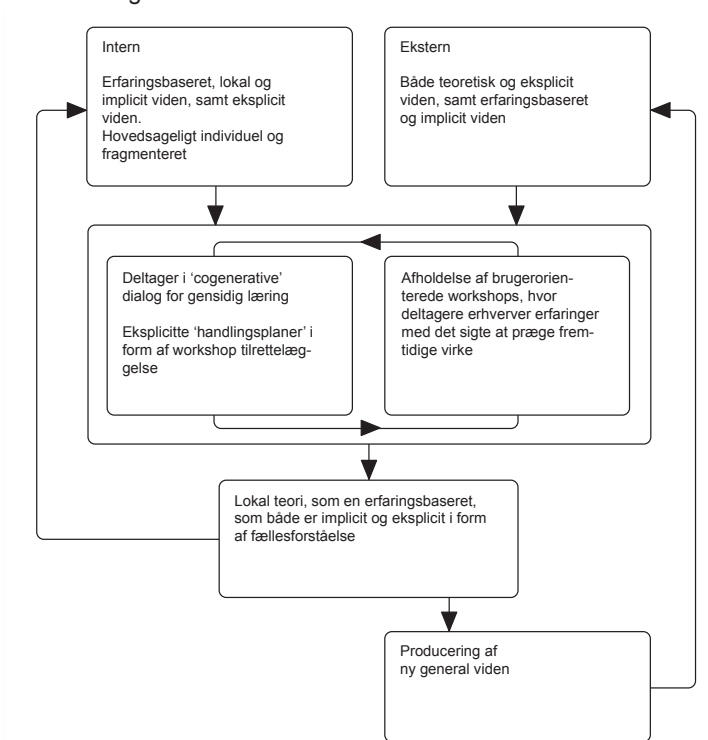 Intern
Erfaringsbaseret, lokal og
implicit viden, samt eksplicit
viden.
Hovedsageligt individuel og
fragmenteret
Ekstern
Både teoretisk og eksplicit
viden, samt erfaringsbaseret
og implicit viden
Deltager i ‘cogenerative’
dialog for gensidig læring
Eksplicitte ‘handlingsplaner’ i
form af workshop tilrettelæg-
gelse
Afholdelse af brugerorien-
terede workshops, hvor
deltagere erhverver erfaringer
med det sigte at præge frem-
tidige virke
Lokal teori, som en erfaringsbaseret,
som både er implicit og eksplicit i form
af fællesforståelse
Producering af
ny general viden